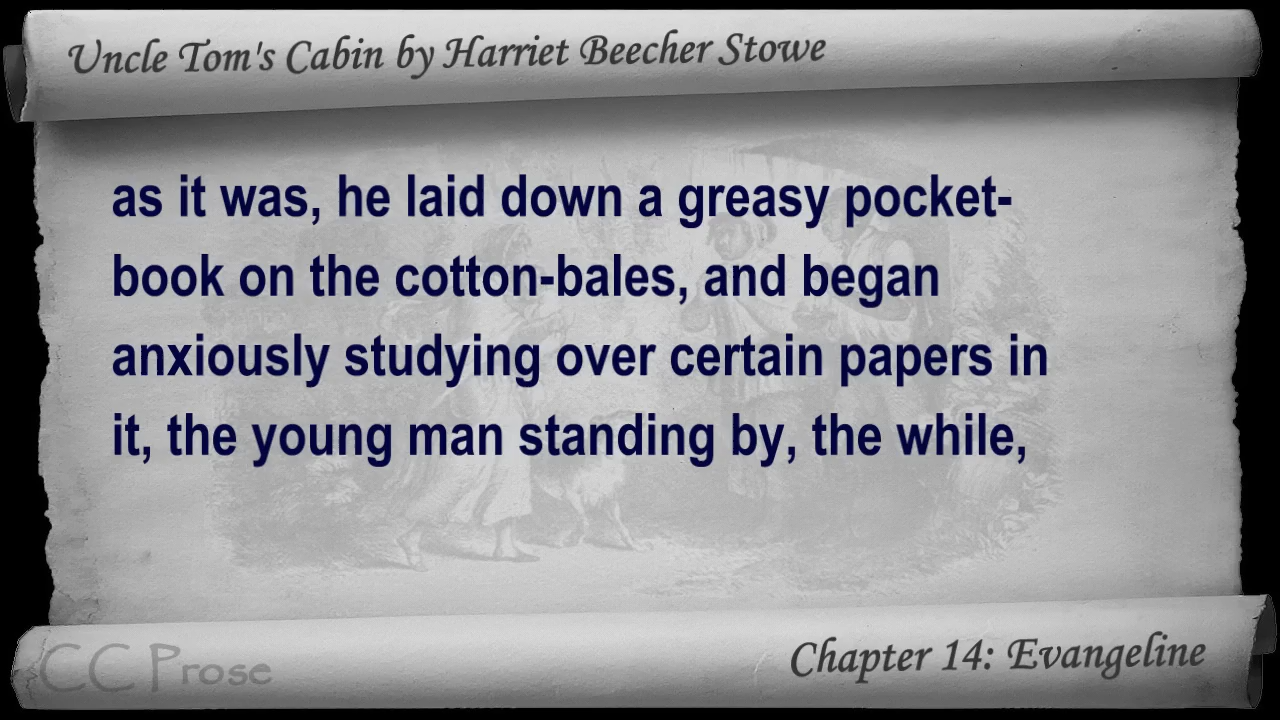 Uncle Tom's Cabin by Harriet Beecher Stowe
as it was, he laid down a greasy pocket-
book on the cotton-bales, and began
anxiously studying over certain papers in
it, the young man standing by, the while,
CC Prose
Chapter 14: Evangeline